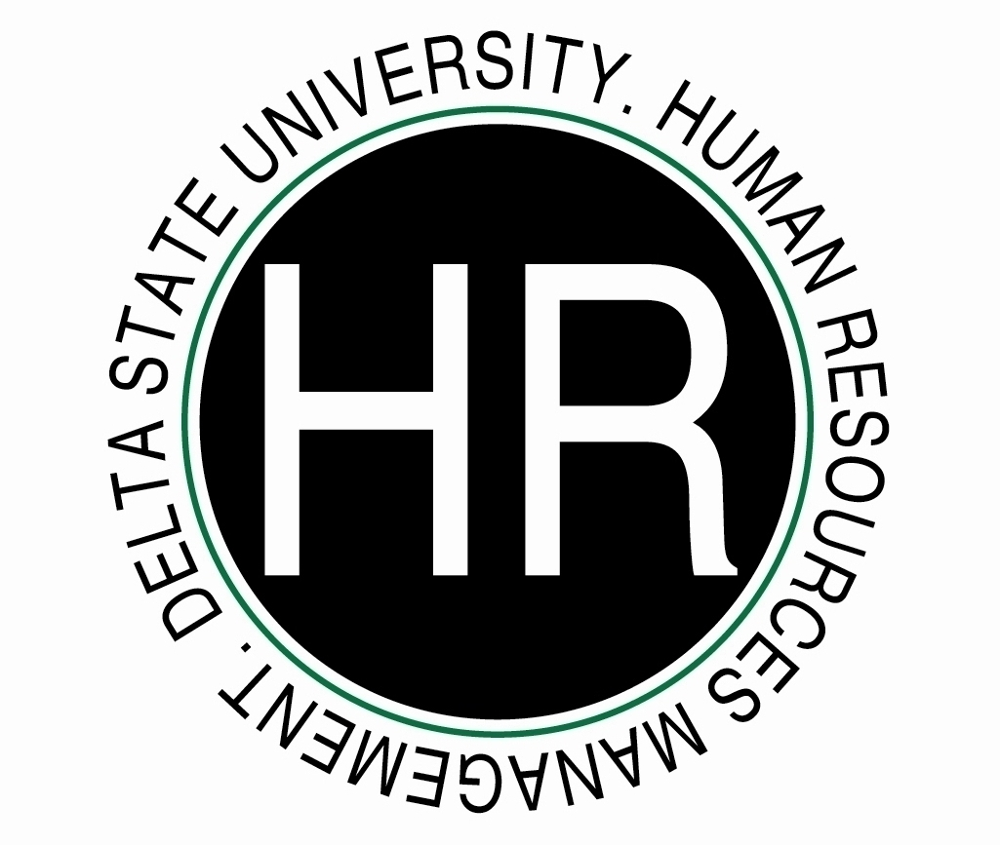 DELTA STATE UNIVERSITY. HUMAN RESOURCES MANAGEMENT.
HR